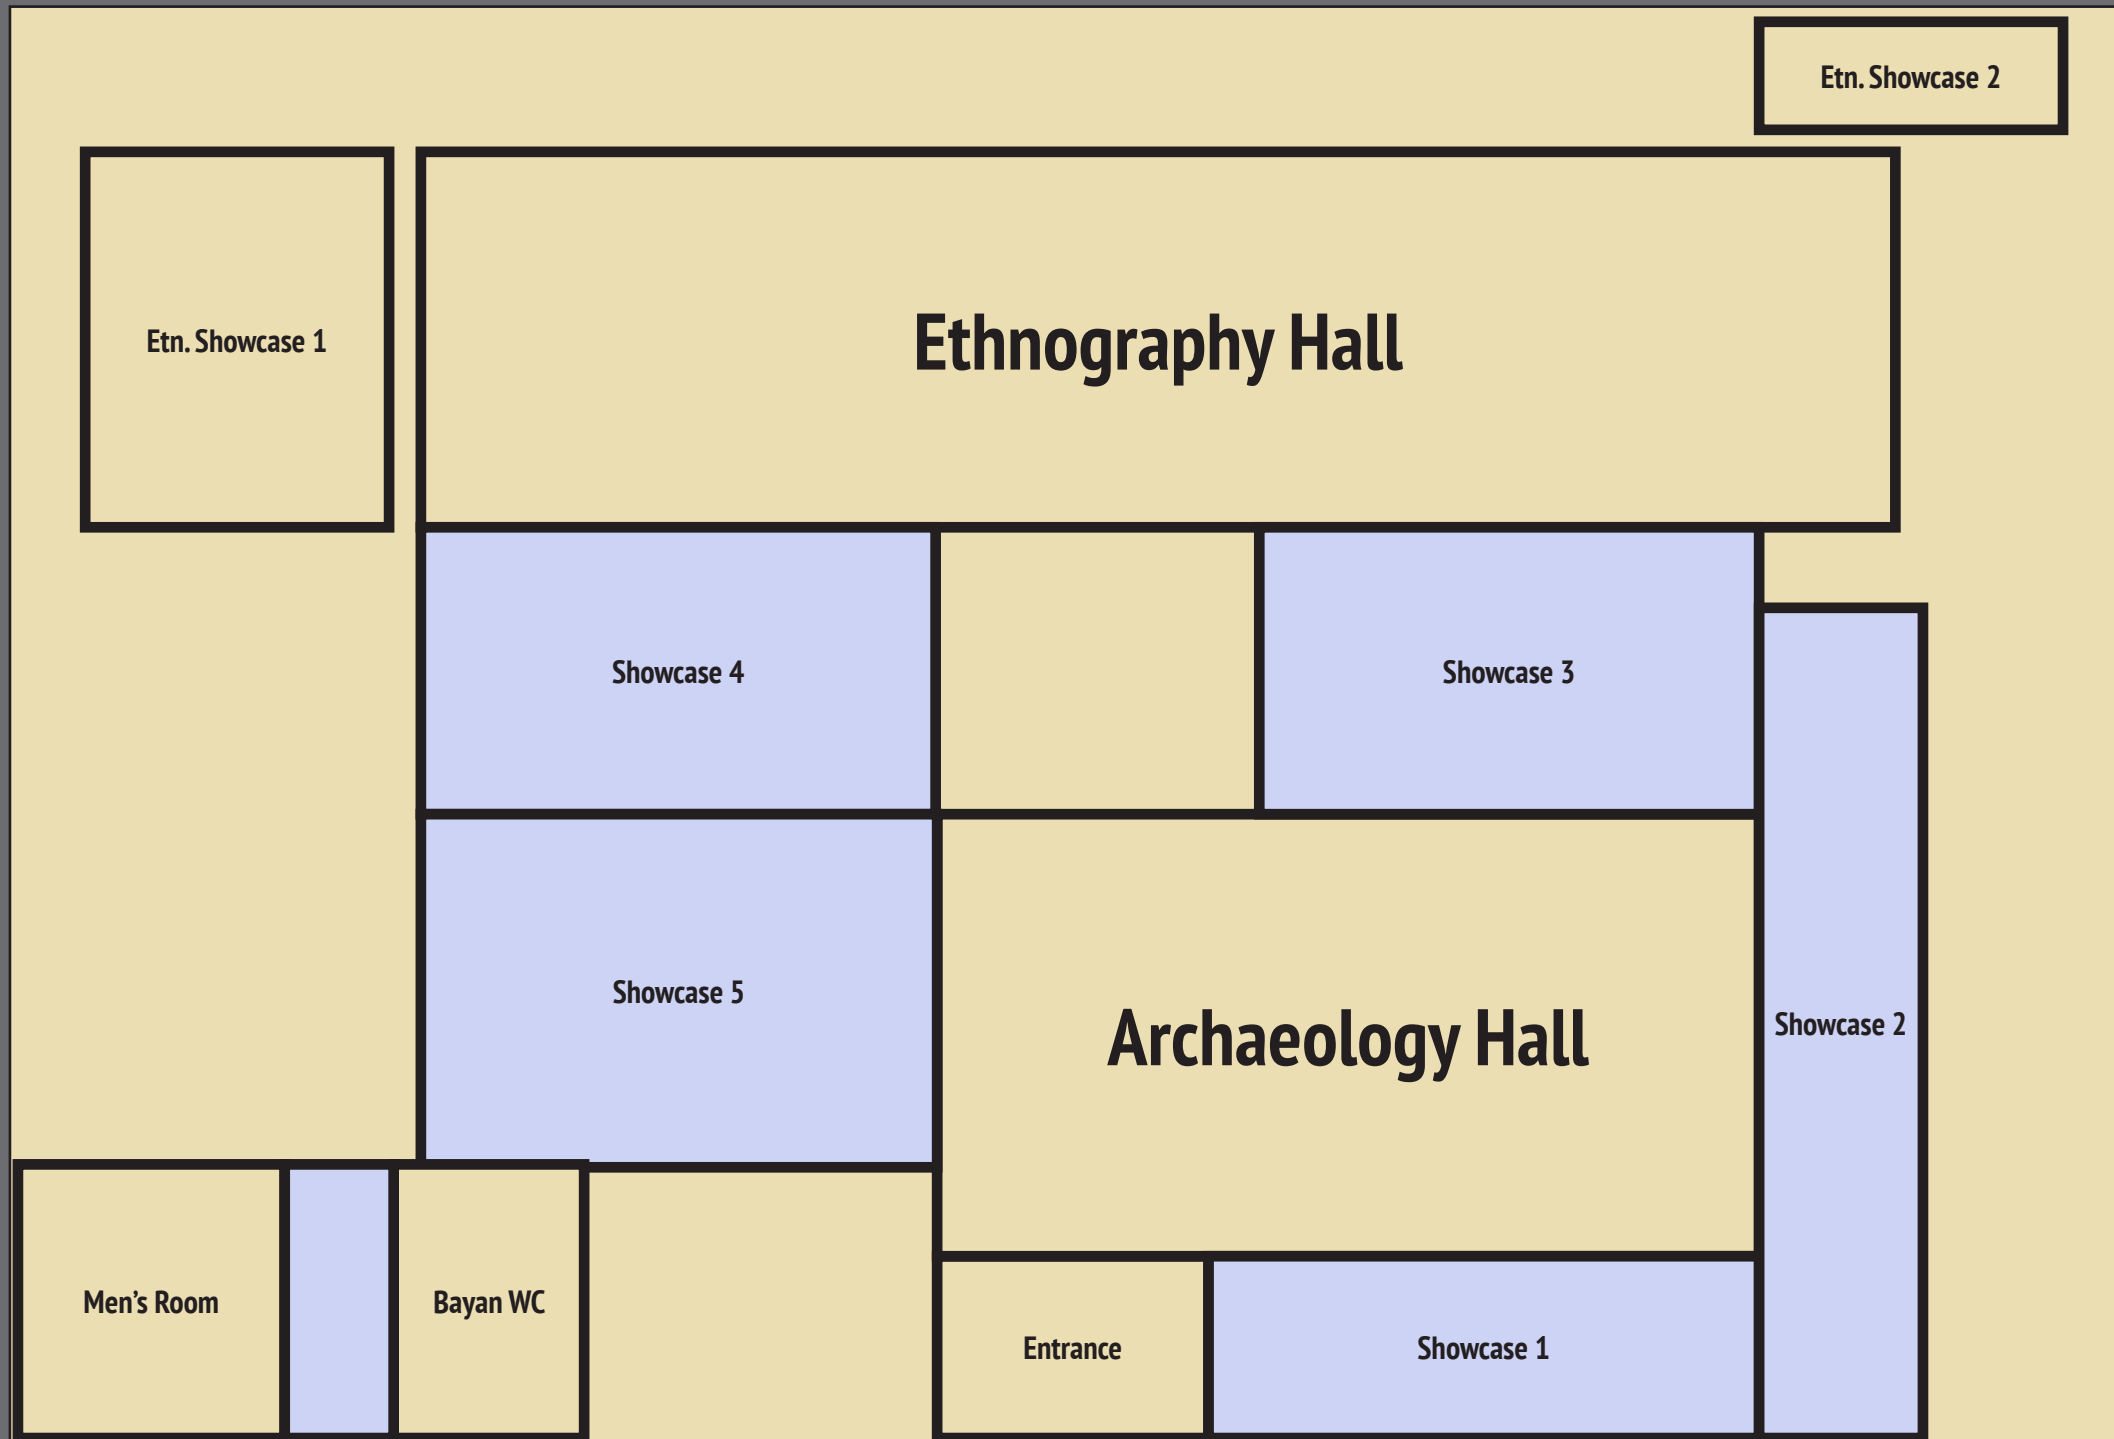 Etn. Showcase 2
Etn. Showcase 1
Ethnography Hall
Showcase 4
Showcase 3
Showcase 5
Archaeology Hall
Showcase 2
Men’s Room
Bayan WC
Entrance
Showcase 1